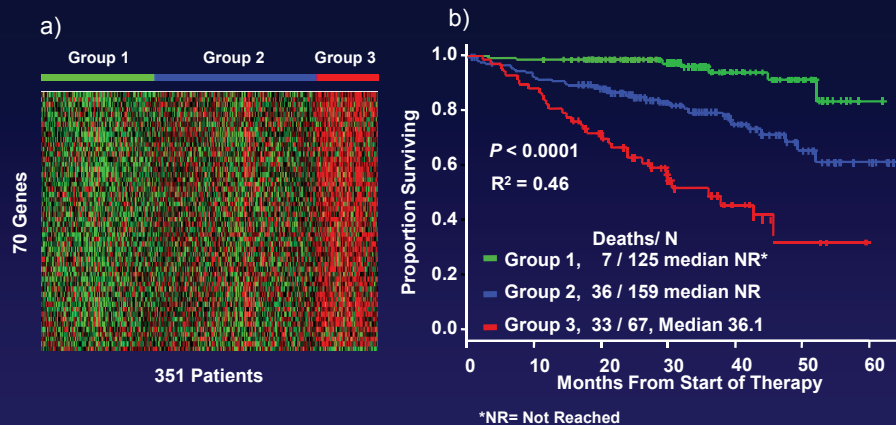 a)
Group 1 Group 2 Group 3
70 Genes
351 Patients
b)
1.0
0.8
0.6
0.4
0.2
0.0
Proportion Surviving
P < 0.0001
R² = 0.46
Deaths/ N
Group 1, 7 / 125 median NR*
Group 2, 36 / 159 median NR
Group 3, 33 / 67, Median 36.1
0 10 20 30 40 50 60
Months From Start of Therapy
*NR= Not Reached